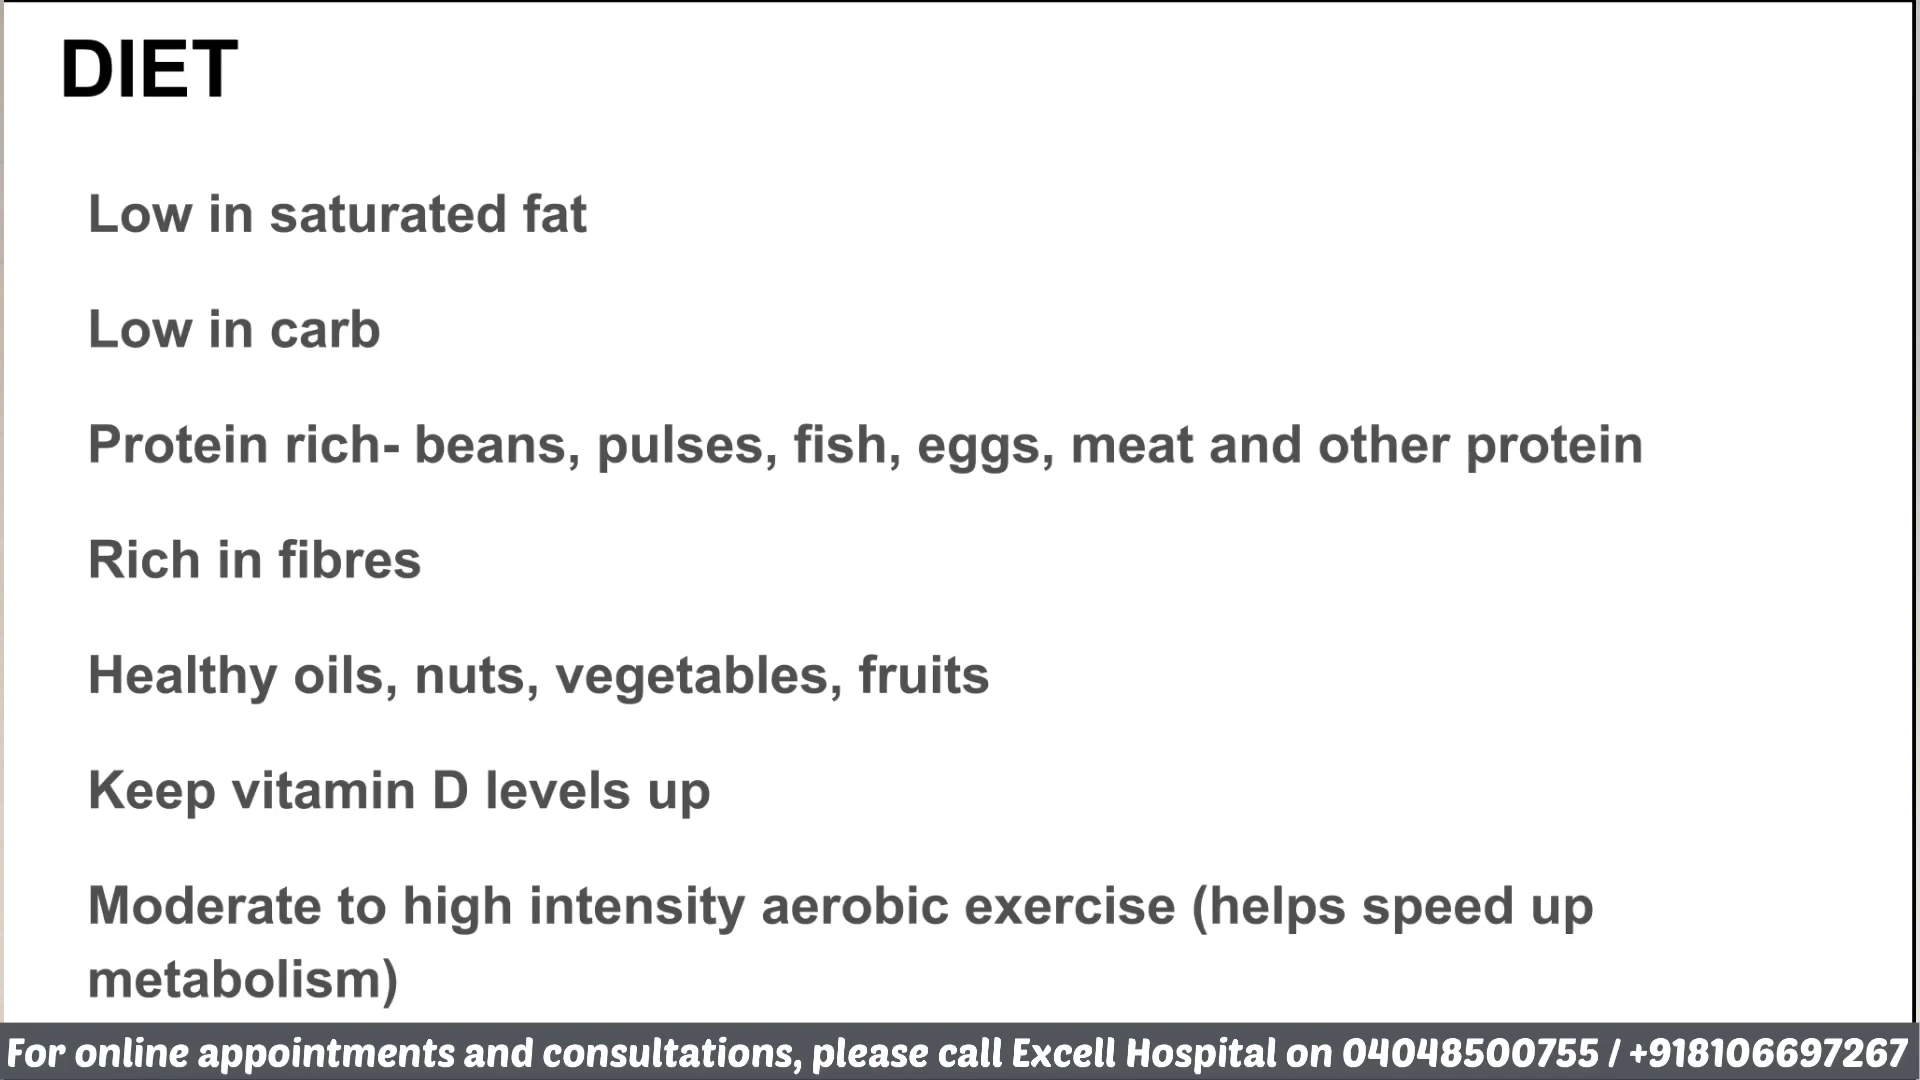 DIET
Low in saturated fat
Low in carb
Protein rich- beans, pulses, fish, eggs, meat and other protein
Rich in fibres
Healthy oils, nuts, vegetables, fruits
Keep vitamin D levels up
Moderate to high intensity aerobic exercise (helps speed up
metabolism)
For online appointments and consultations, please call Excell Hospital on 04048500755 / +918106697267